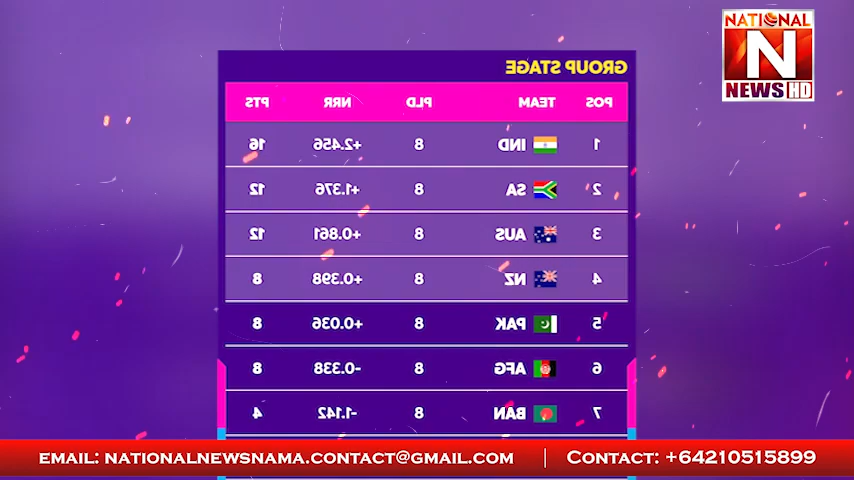 NATIONAL
N
NEWS HD
GROUP STAGE
POS TEAM PLD NRR PTS
1 IND 8 +2.456 16
2 SA 8 +1.376 12
3 AUS 8 +0.861 12
4 NZ 8 +0.398 8
5 PAK 8 +0.036 8
6 AFG 8 -0.338 8
7 BAN 8 -1.142 4
EMAIL: NATIONALNEWSNAMA.CONTACT@GMAIL.COM | CONTACT: +64210515899